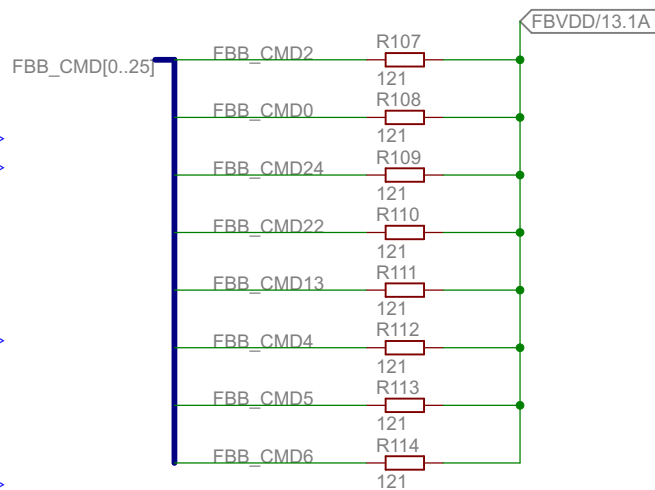 FBVDD/13.1A
FBB_CMD[0..25]
FBB_CMD2
R107
121
FBB_CMD0
R108
121
FBB_CMD24
R109
121
FBB_CMD22
R110
121
FBB_CMD13
R111
121
FBB_CMD4
R112
121
FBB_CMD5
R113
121
FBB_CMD6
R114
121